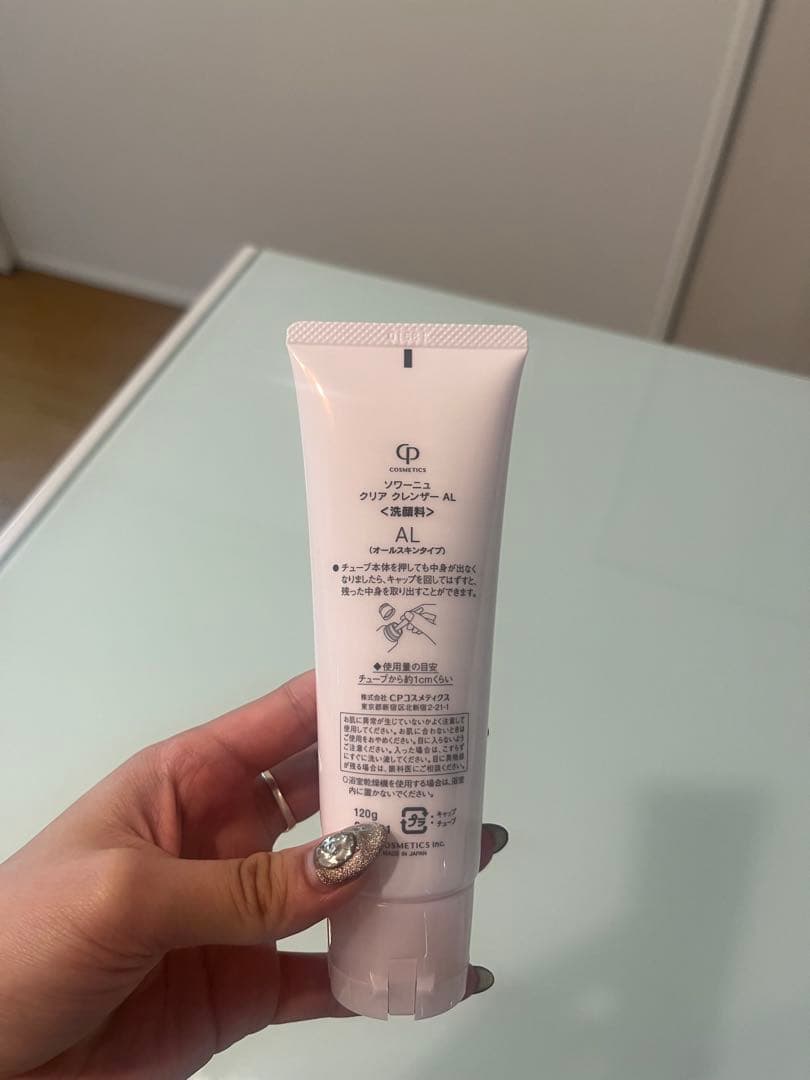 CP
COSMETICS
ソワーニュ
クリア クレンザー AL
<洗顔料>
AL
(オールスキンタイプ)
●チューブ本体を押しても中身が出なく
なりましたら、キャップを回してはずすと、
残った中身を取り出すことができます。
◆使用量の目安
チューブから約1cmくらい
株式会社 CPコスメティクス
東京都新宿区北新宿2-21-1
お肌に異常が生じていないかよく注意して
使用してください。お肌に合わないときは
ご使用をおやめください。目に入らないよう
ご注意ください。入った場合は、こすらず
にすぐに洗い流してください。目に異物感
が残る場合は、眼科医にご相談ください。
○浴室乾燥機を使用する場合は、浴室
内に置かないでください。
120g
プラ
:キャップ
チューブ
COSMETICS Inc.
MADE IN JAPAN